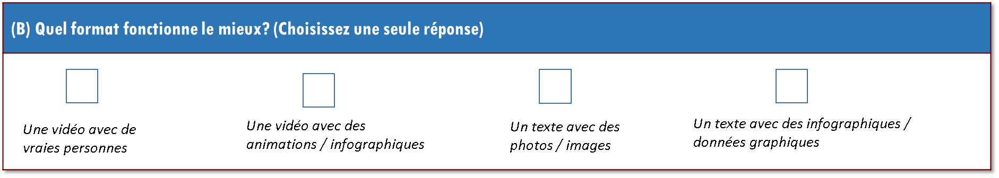 (B) Quel format fonctionne le mieux? (Choisissez une seule réponse)
Une vidéo avec de
vraies personnes
Une vidéo avec des
animations / infographiques
Un texte avec des
photos / images
Un texte avec des infographiques /
données graphiques